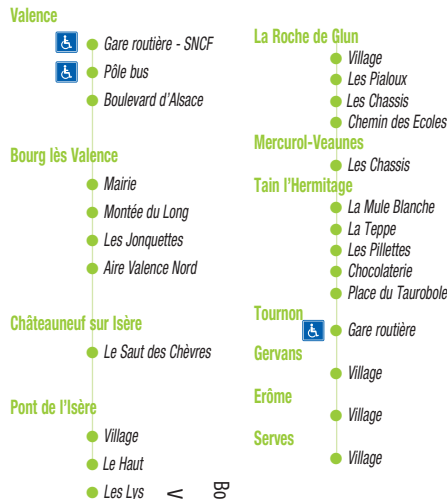 Valence
Gare routière - SNCF
Pôle bus
Boulevard d'Alsace
Bourg lès Valence
Mairie
Montée du Long
Les Jonquettes
Aire Valence Nord
Châteauneuf sur Isère
Le Saut des Chèvres
Pont de l'Isère
Village
Le Haut
Les Lys
V
Bo
La Roche de Glun
Village
Les Pialoux
Les Chassis
Chemin des Ecoles
Mercurol-Veaunes
Les Chassis
Tain l'Hermitage
La Mule Blanche
La Teppe
Les Pillettes
Chocolaterie
Place du Taurobole
Tournon
Gare routière
Gervans
Village
Erôme
Village
Serves
Village